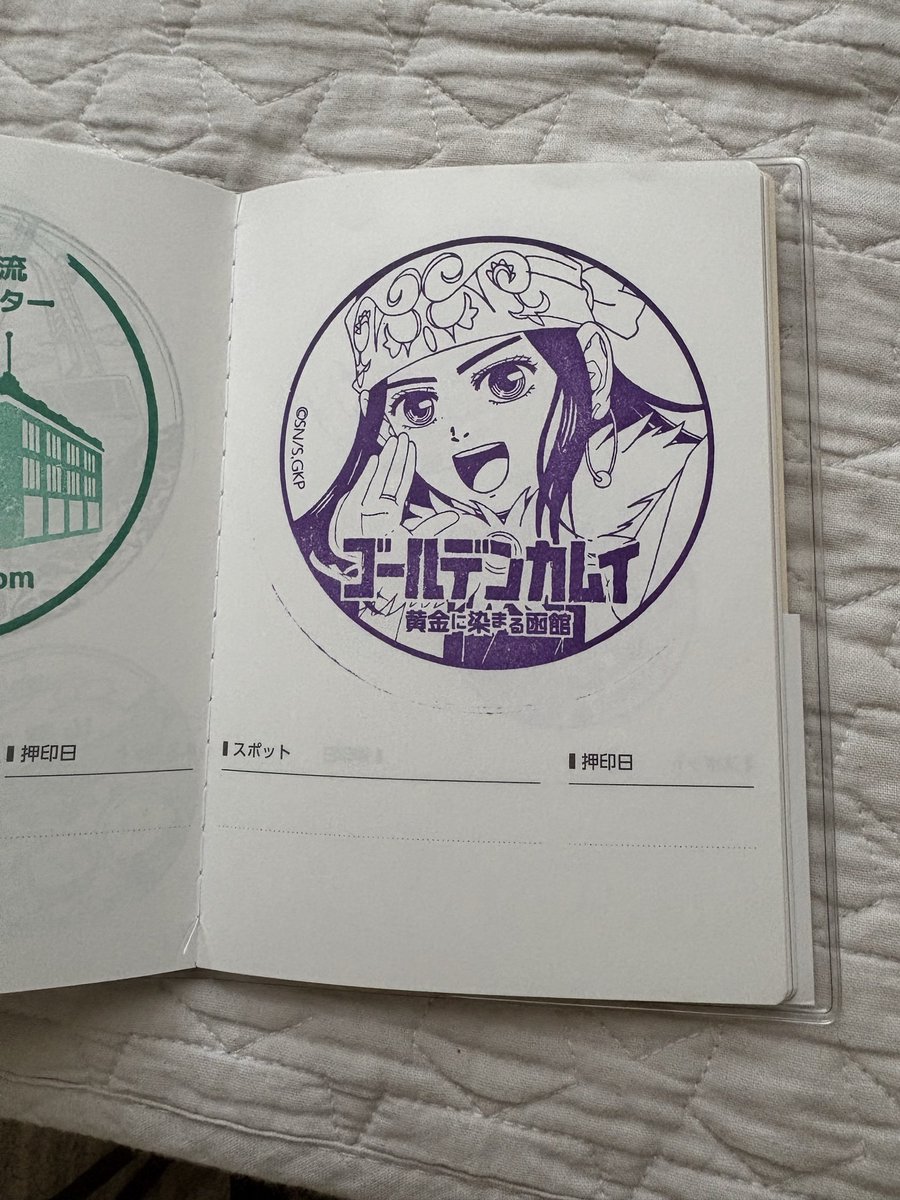 流
ター
om
押印日
©SN/S,GKP
ゴールデンカムイ
黄金に染まる函館
スポット
押印日